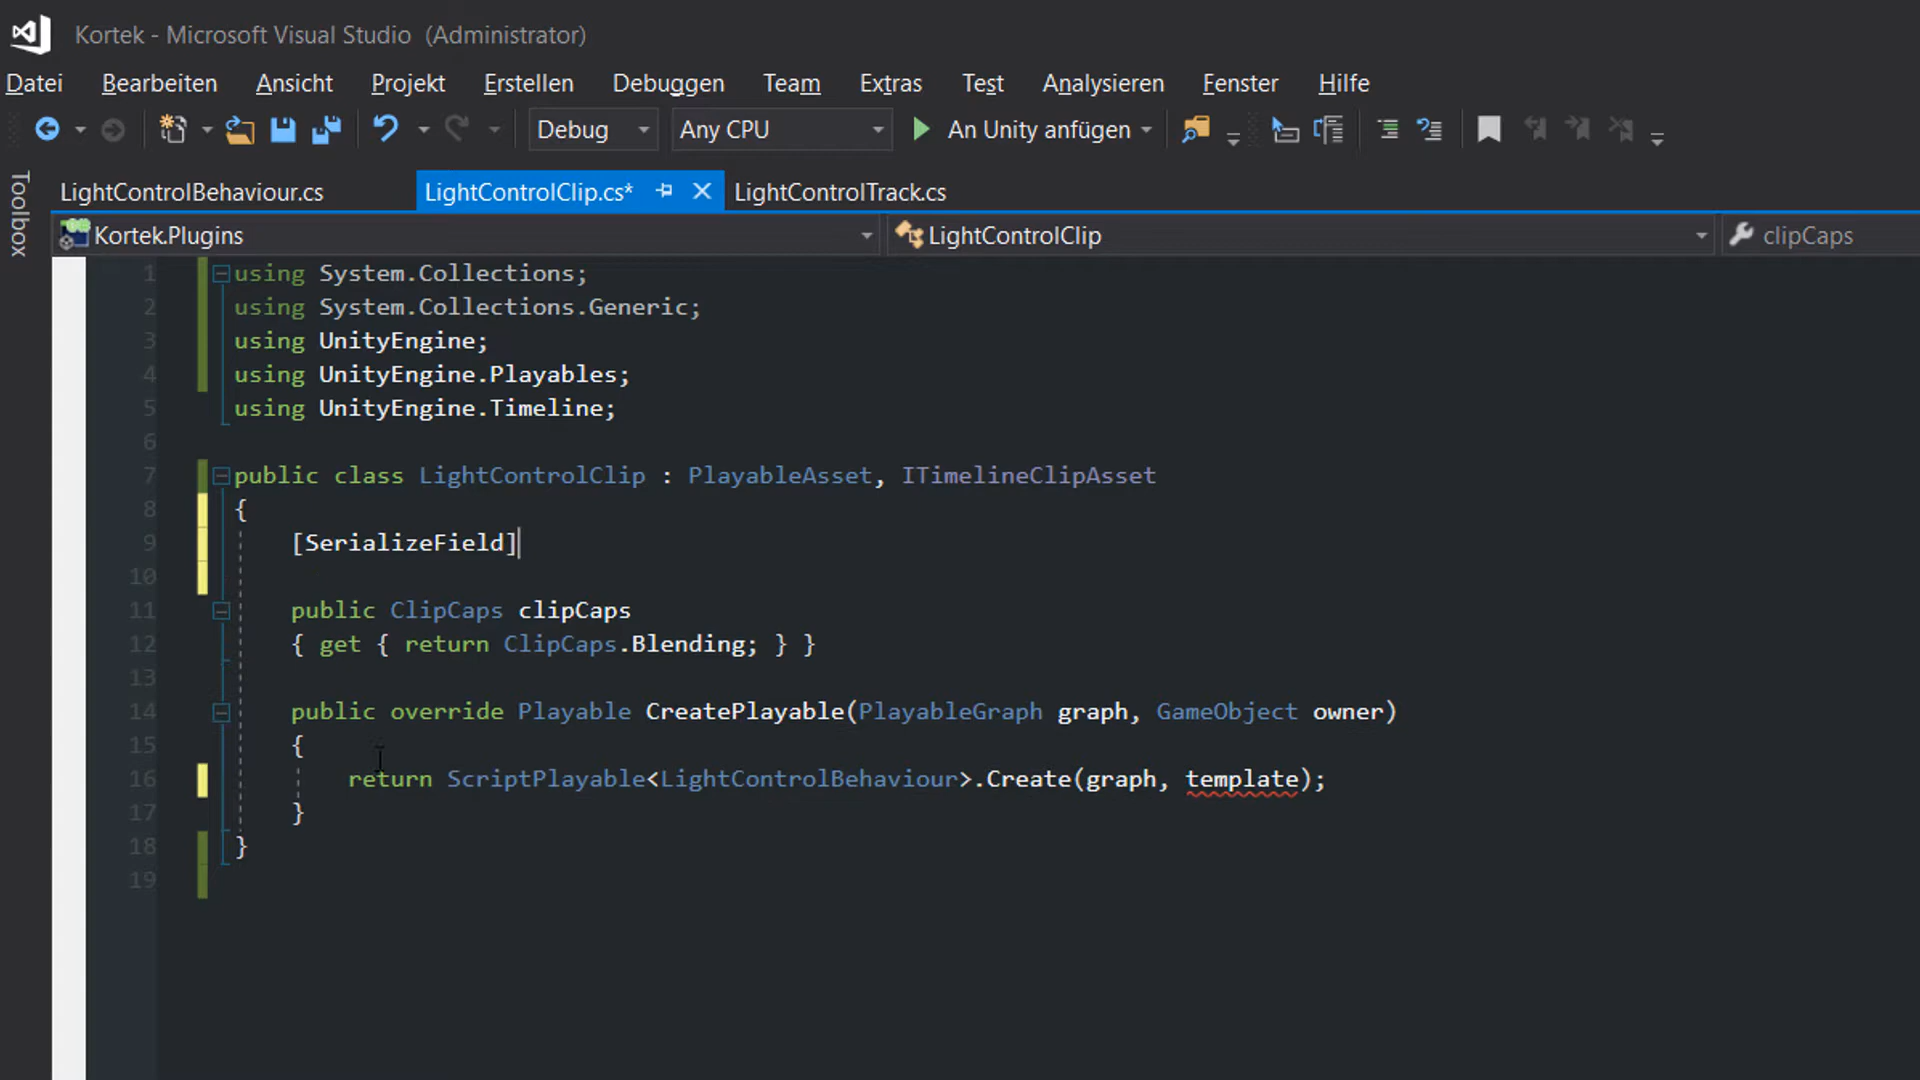 Kortek - Microsoft Visual Studio (Administrator)
Datei Bearbeiten Ansicht Projekt Erstellen Debuggen Team Extras Test Analysieren Fenster Hilfe
Debug Any CPU An Unity anfügen
Toolbox
LightControlBehaviour.cs LightControlClip.cs* LightControlTrack.cs
Kortek.Plugins LightControlClip clipCaps
1 using System.Collections;
2 using System.Collections.Generic;
3 using UnityEngine;
4 using UnityEngine.Playables;
5 using UnityEngine.Timeline;
6
7 public class LightControlClip : PlayableAsset, ITimelineClipAsset
8 {
9 [SerializeField]
10
11 public ClipCaps clipCaps
12 { get { return ClipCaps.Blending; } }
13
14 public override Playable CreatePlayable(PlayableGraph graph, GameObject owner)
15 {
16 return ScriptPlayable<LightControlBehaviour>.Create(graph, template);
17 }
18 }
19